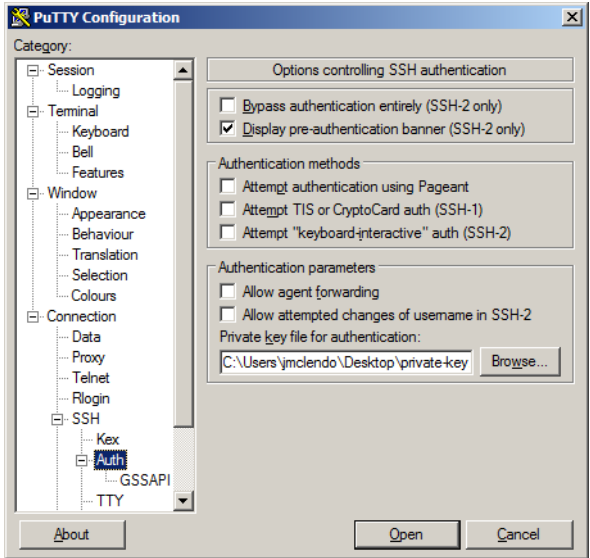 PuTTY Configuration
Category:
Session
Logging
Terminal
Keyboard
Bell
Features
Window
Appearance
Behaviour
Translation
Selection
Colours
Connection
Data
Proxy
Telnet
Rlogin
SSH
Kex
Auth
GSSAPI
TTY
Options controlling SSH authentication
Bypass authentication entirely (SSH-2 only)
Display pre-authentication banner (SSH-2 only)
Authentication methods
Attempt authentication using Pageant
Attempt TIS or CryptoCard auth (SSH-1)
Attempt "keyboard-interactive" auth (SSH-2)
Authentication parameters
Allow agent forwarding
Allow attempted changes of username in SSH-2
Private key file for authentication:
C:\Users\jmclendo\Desktop\private-key
Browse...
About
Open
Cancel